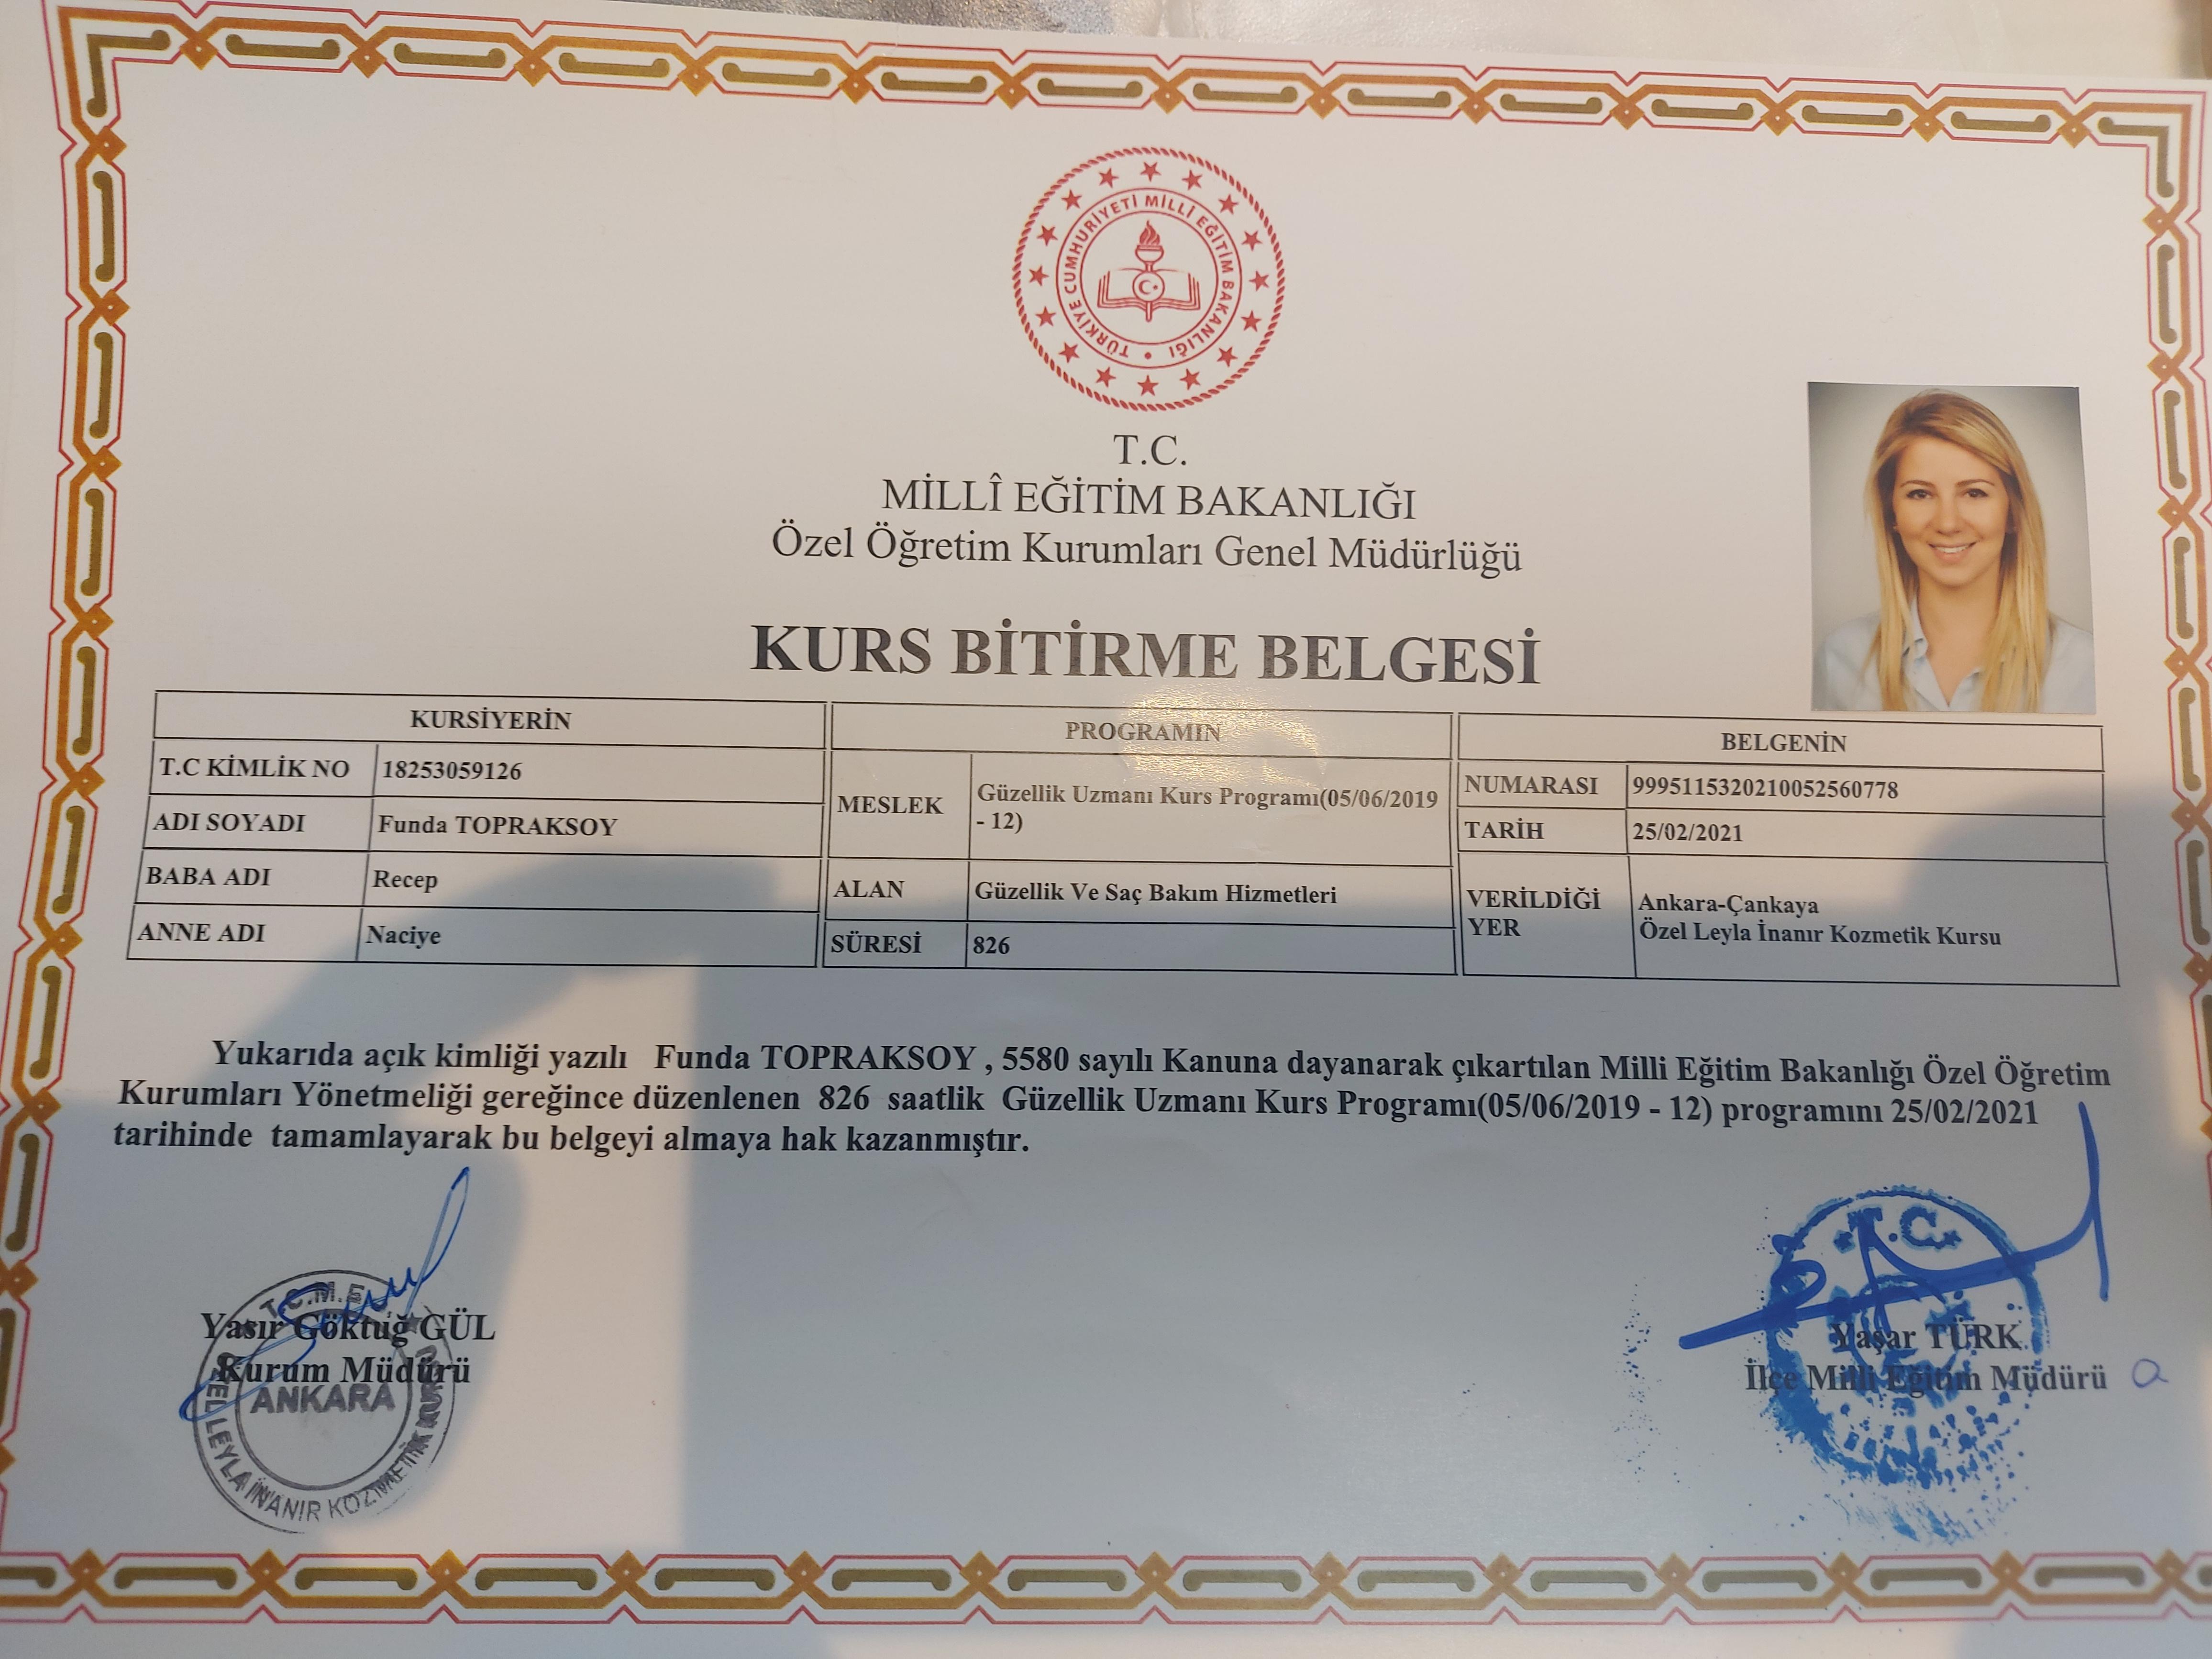 TÜRKİYE CUMHURİYETİ MİLLİ EĞİTİM BAKANLIĞI
T.C.
MİLLÎ EĞİTİM BAKANLIĞI
Özel Öğretim Kurumları Genel Müdürlüğü
KURS BİTİRME BELGESİ
KURSİYERİN
T.C KİMLİK NO 18253059126
ADI SOYADI Funda TOPRAKSOY
BABA ADI Recep
ANNE ADI Naciye
PROGRAMIN
MESLEK Güzellik Uzmanı Kurs Programı(05/06/2019
- 12)
ALAN Güzellik Ve Saç Bakım Hizmetleri
SÜRESİ 826
BELGENİN
NUMARASI 9995115320210052560778
TARİH 25/02/2021
VERİLDİĞİ
YER
Ankara-Çankaya
Özel Leyla İnanır Kozmetik Kursu
Yukarıda açık kimliği yazılı Funda TOPRAKSOY , 5580 sayılı Kanuna dayanarak çıkartılan Milli Eğitim Bakanlığı Özel Öğretim
Kurumları Yönetmeliği gereğince düzenlenen 826 saatlik Güzellik Uzmanı Kurs Programı(05/06/2019 - 12) programını 25/02/2021
tarihinde tamamlayarak bu belgeyi almaya hak kazanmıştır.
Yasır Göktuğ GÜL
Kurum Müdürü
T.C.M.E.
ANKARA
LEYLA İNANIR KOZMETİK
T.C.
Yaşar TÜRK
İlçe Milli Eğitim Müdürü